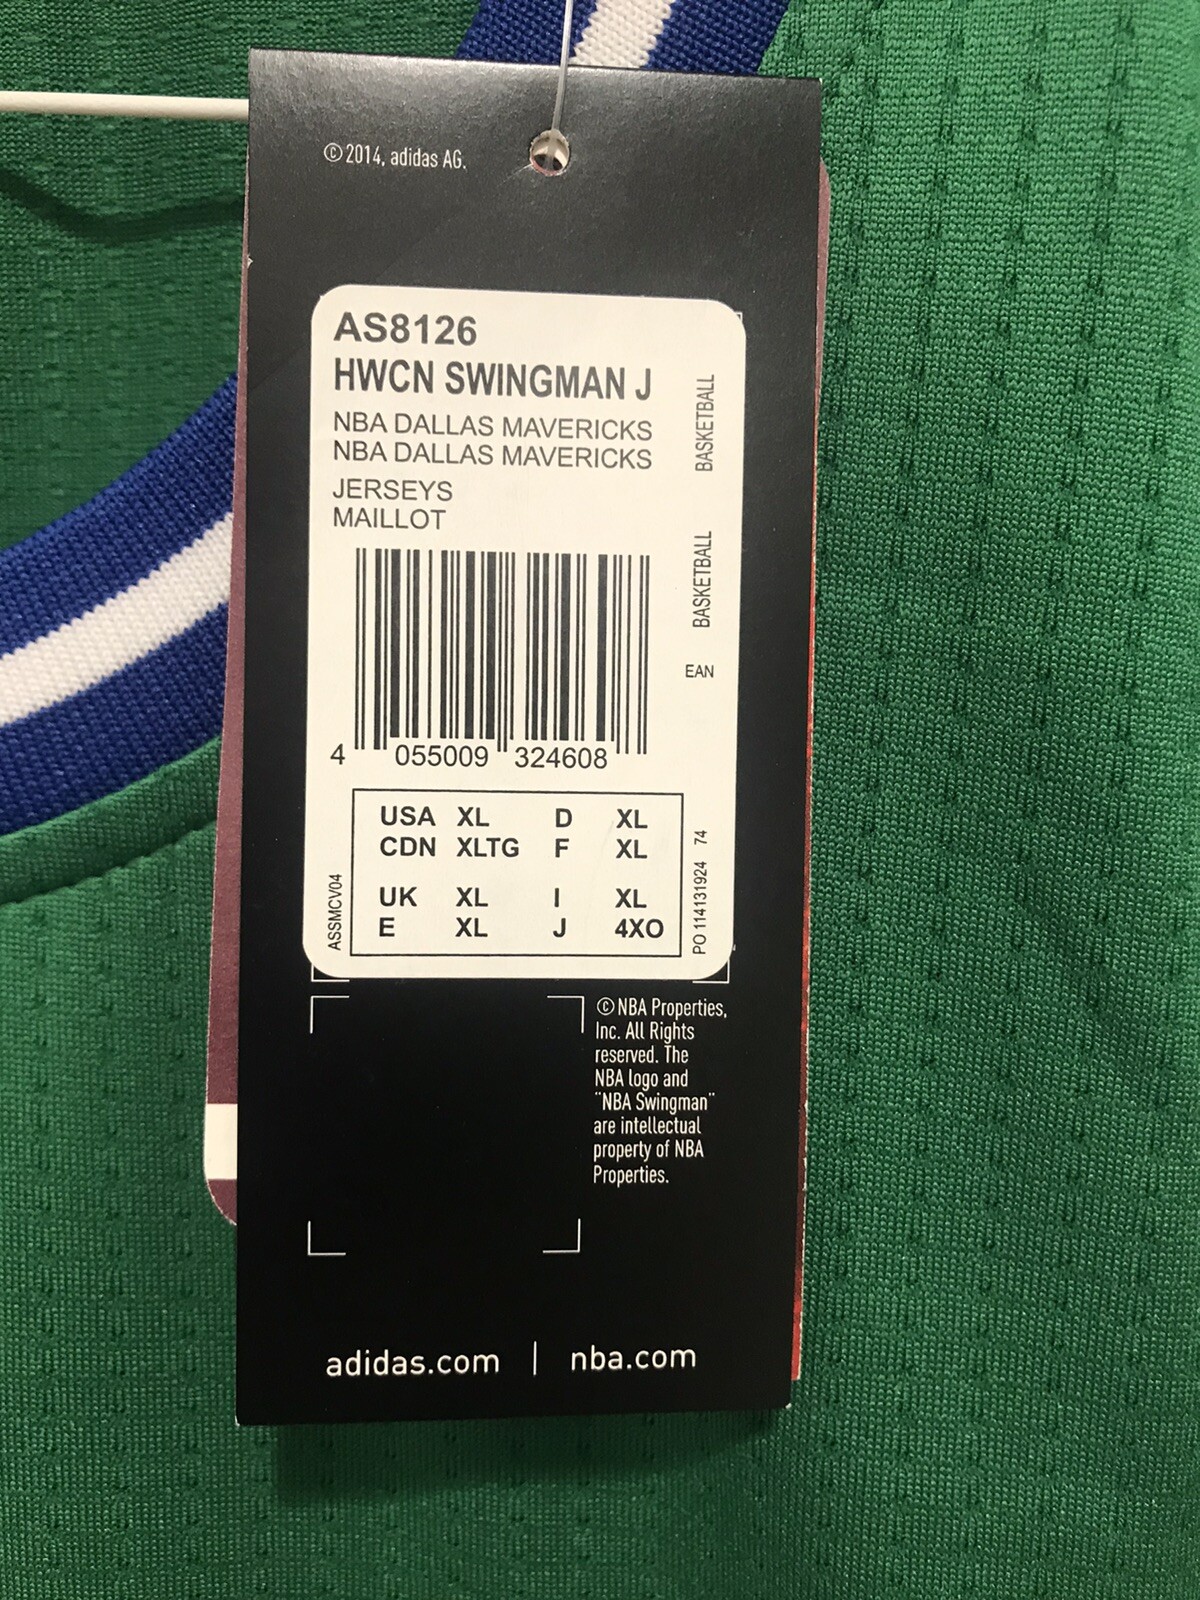 © 2014, adidas AG.
AS8126
HWCN SWINGMAN J
NBA DALLAS MAVERICKS
NBA DALLAS MAVERICKS
JERSEYS
MAILLOT
BASKETBALL
BASKETBALL
EAN
4 055009 324608
USA XL D XL
CDN XLTG F XL
UK XL I XL
E XL J 4XO
ASSMCV04
PO 114131924 74
© NBA Properties,
Inc. All Rights
reserved. The
NBA logo and
"NBA Swingman"
are intellectual
property of NBA
Properties.
adidas.com | nba.com